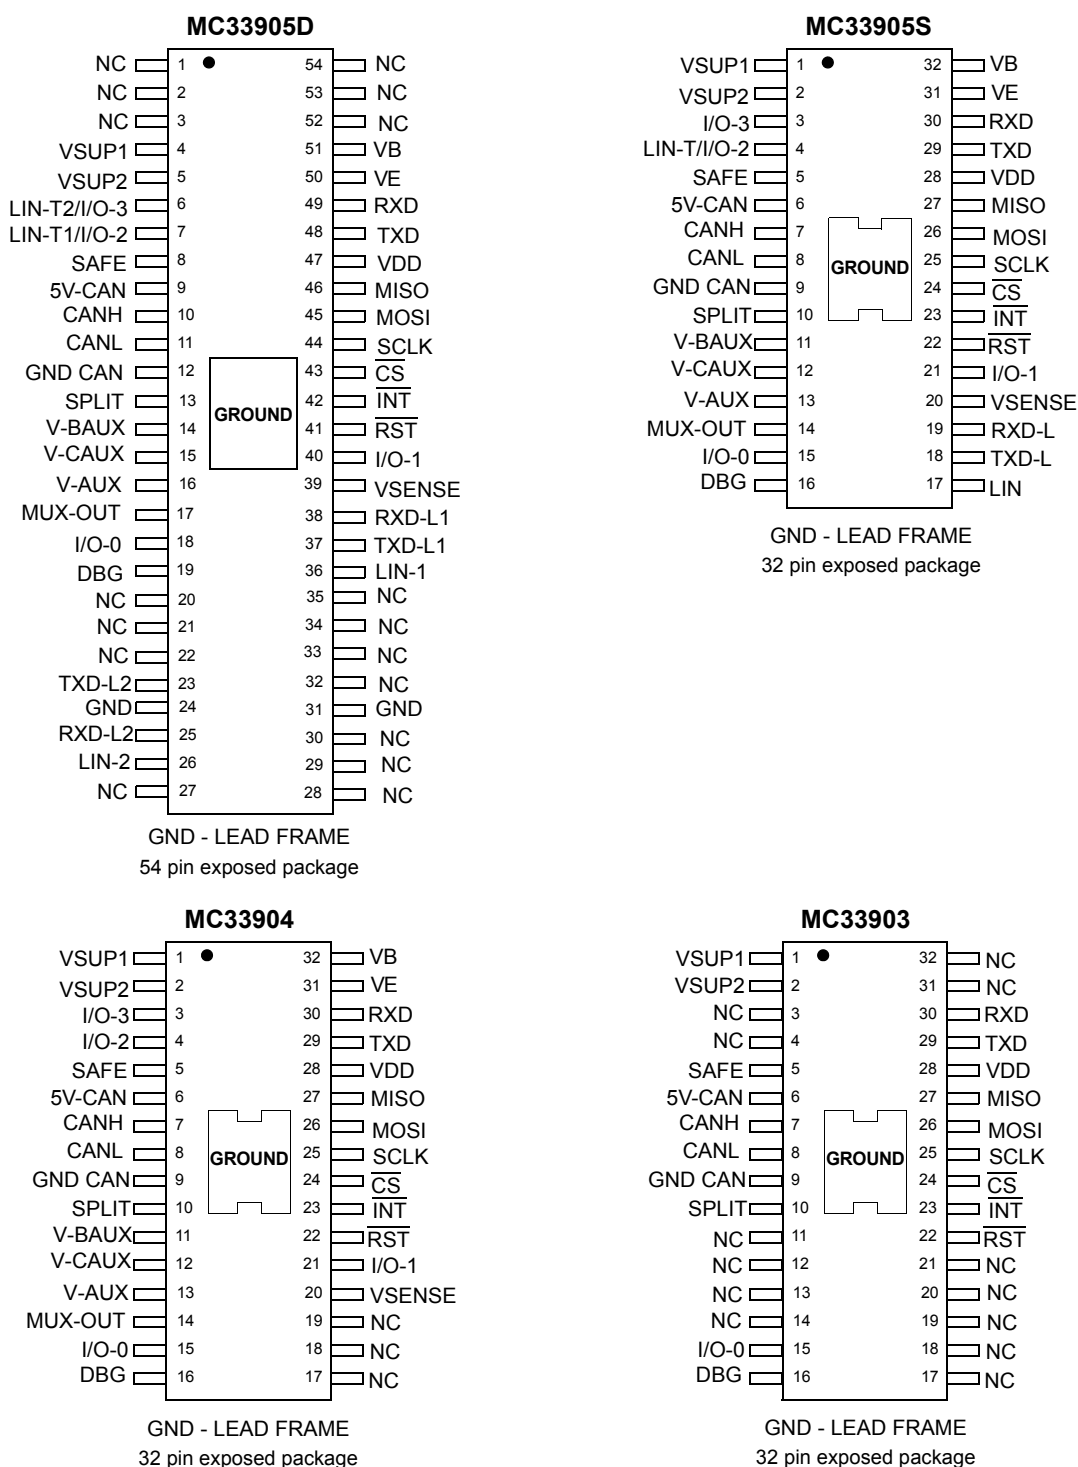 MC33905D
NC 1 54 NC
NC 2 53 NC
NC 3 52 NC
VSUP1 4 51 VB
VSUP2 5 50 VE
LIN-T2/I/O-3 6 49 RXD
LIN-T1/I/O-2 7 48 TXD
SAFE 8 47 VDD
5V-CAN 9 46 MISO
CANH 10 45 MOSI
CANL 11 44 SCLK
GND CAN 12 43 CS
SPLIT 13 42 INT
V-BAUX 14 41 RST
V-CAUX 15 40 I/O-1
V-AUX 16 39 VSENSE
MUX-OUT 17 38 RXD-L1
I/O-0 18 37 TXD-L1
DBG 19 36 LIN-1
NC 20 35 NC
NC 21 34 NC
NC 22 33 NC
TXD-L2 23 32 NC
GND 24 31 GND
RXD-L2 25 30 NC
LIN-2 26 29 NC
NC 27 28 NC
GROUND
GND - LEAD FRAME
54 pin exposed package
MC33905S
VSUP1 1 32 VB
VSUP2 2 31 VE
I/O-3 3 30 RXD
LIN-T/I/O-2 4 29 TXD
SAFE 5 28 VDD
5V-CAN 6 27 MISO
CANH 7 26 MOSI
CANL 8 25 SCLK
GND CAN 9 24 CS
SPLIT 10 23 INT
V-BAUX 11 22 RST
V-CAUX 12 21 I/O-1
V-AUX 13 20 VSENSE
MUX-OUT 14 19 RXD-L
I/O-0 15 18 TXD-L
DBG 16 17 LIN
GROUND
GND - LEAD FRAME
32 pin exposed package
MC33904
VSUP1 1 32 VB
VSUP2 2 31 VE
I/O-3 3 30 RXD
I/O-2 4 29 TXD
SAFE 5 28 VDD
5V-CAN 6 27 MISO
CANH 7 26 MOSI
CANL 8 25 SCLK
GND CAN 9 24 CS
SPLIT 10 23 INT
V-BAUX 11 22 RST
V-CAUX 12 21 I/O-1
V-AUX 13 20 VSENSE
MUX-OUT 14 19 NC
I/O-0 15 18 NC
DBG 16 17 NC
GROUND
GND - LEAD FRAME
32 pin exposed package
MC33903
VSUP1 1 32 NC
VSUP2 2 31 NC
NC 3 30 RXD
NC 4 29 TXD
SAFE 5 28 VDD
5V-CAN 6 27 MISO
CANH 7 26 MOSI
CANL 8 25 SCLK
GND CAN 9 24 CS
SPLIT 10 23 INT
NC 11 22 RST
NC 12 21 NC
NC 13 20 NC
NC 14 19 NC
I/O-0 15 18 NC
DBG 16 17 NC
GROUND
GND - LEAD FRAME
32 pin exposed package